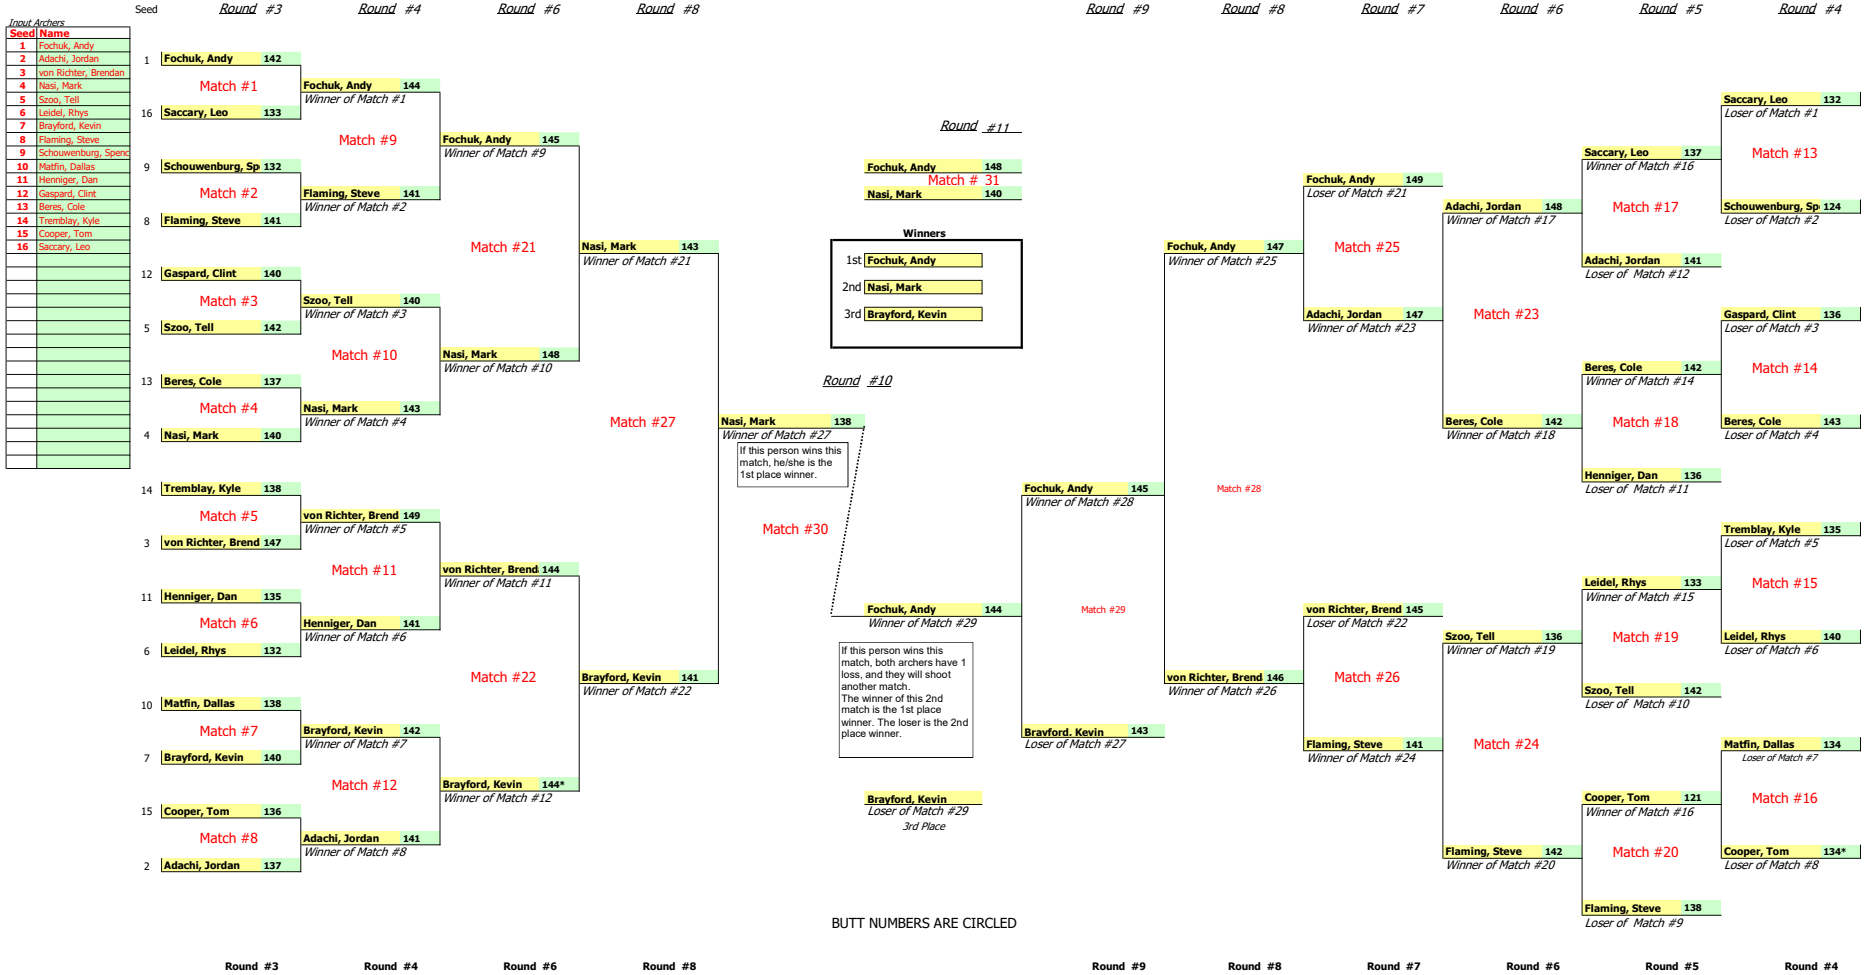 Seed Round #3 Round #4 Round #6 Round #8 Round #9 Round #8 Round #7 Round #6 Round #5 Round #4
Input Archers
Seed Name
1 Fochuk, Andy
2 Adachi, Jordan
3 von Richter, Brendan
4 Nasi, Mark
5 Szoo, Tell
6 Leidel, Rhys
7 Brayford, Kevin
8 Flaming, Steve
9 Schouwenburg, Spenc
10 Matfin, Dallas
11 Henniger, Dan
12 Gaspard, Clint
13 Beres, Cole
14 Tremblay, Kyle
15 Cooper, Tom
16 Saccary, Leo
1 Fochuk, Andy 142
Match #1
16 Saccary, Leo 133
9 Schouwenburg, Sp 132
Match #2
8 Flaming, Steve 141
12 Gaspard, Clint 140
Match #3
5 Szoo, Tell 142
13 Beres, Cole 137
Match #4
4 Nasi, Mark 140
14 Tremblay, Kyle 138
Match #5
3 von Richter, Brend 147
11 Henniger, Dan 135
Match #6
6 Leidel, Rhys 132
10 Matfin, Dallas 138
Match #7
7 Brayford, Kevin 140
15 Cooper, Tom 136
Match #8
2 Adachi, Jordan 137
Fochuk, Andy 144
Winner of Match #1
Match #9
Flaming, Steve 141
Winner of Match #2
Szoo, Tell 140
Winner of Match #3
Match #10
Nasi, Mark 143
Winner of Match #4
von Richter, Brend 149
Winner of Match #5
Match #11
Henniger, Dan 141
Winner of Match #6
Brayford, Kevin 142
Winner of Match #7
Match #12
Adachi, Jordan 141
Winner of Match #8
Fochuk, Andy 145
Winner of Match #9
Match #21
Nasi, Mark 148
Winner of Match #10
von Richter, Brend 144
Winner of Match #11
Match #22
Brayford, Kevin 144*
Winner of Match #12
Nasi, Mark 143
Winner of Match #21
Match #27
Brayford, Kevin 141
Winner of Match #22
Round #11
Fochuk, Andy 148
Match # 31
Nasi, Mark 140
Winners
1st Fochuk, Andy
2nd Nasi, Mark
3rd Brayford, Kevin
Round #10
Nasi, Mark 138
Winner of Match #27
If this person wins this
match, he/she is the
1st place winner.
Match #30
Fochuk, Andy 144
Winner of Match #29
If this person wins this
match, both archers have 1
loss, and they will shoot
another match.
The winner of this 2nd
match is the 1st place
winner. The loser is the 2nd
place winner.
Brayford, Kevin
Loser of Match #29
3rd Place
Fochuk, Andy 145
Winner of Match #28
Match #29
Brayford, Kevin 143
Loser of Match #27
Fochuk, Andy 147
Winner of Match #25
Match #28
von Richter, Brend 146
Winner of Match #26
Fochuk, Andy 149
Loser of Match #21
Match #25
Adachi, Jordan 147
Winner of Match #23
von Richter, Brend 145
Loser of Match #22
Match #26
Flaming, Steve 141
Winner of Match #24
Adachi, Jordan 148
Winner of Match #17
Match #23
Beres, Cole 142
Winner of Match #18
Szoo, Tell 136
Winner of Match #19
Match #24
Flaming, Steve 142
Winner of Match #20
Saccary, Leo 137
Winner of Match #16
Match #17
Adachi, Jordan 141
Loser of Match #12
Beres, Cole 142
Winner of Match #14
Match #18
Henniger, Dan 136
Loser of Match #11
Leidel, Rhys 133
Winner of Match #15
Match #19
Szoo, Tell 142
Loser of Match #10
Cooper, Tom 121
Winner of Match #16
Match #20
Flaming, Steve 138
Loser of Match #9
Saccary, Leo 132
Loser of Match #1
Match #13
Schouwenburg, Sp 124
Loser of Match #2
Gaspard, Clint 136
Loser of Match #3
Match #14
Beres, Cole 143
Loser of Match #4
Tremblay, Kyle 135
Loser of Match #5
Match #15
Leidel, Rhys 140
Loser of Match #6
Matfin, Dallas 134
Loser of Match #7
Match #16
Cooper, Tom 134*
Loser of Match #8
BUTT NUMBERS ARE CIRCLED
Round #3 Round #4 Round #6 Round #8 Round #9 Round #8 Round #7 Round #6 Round #5 Round #4